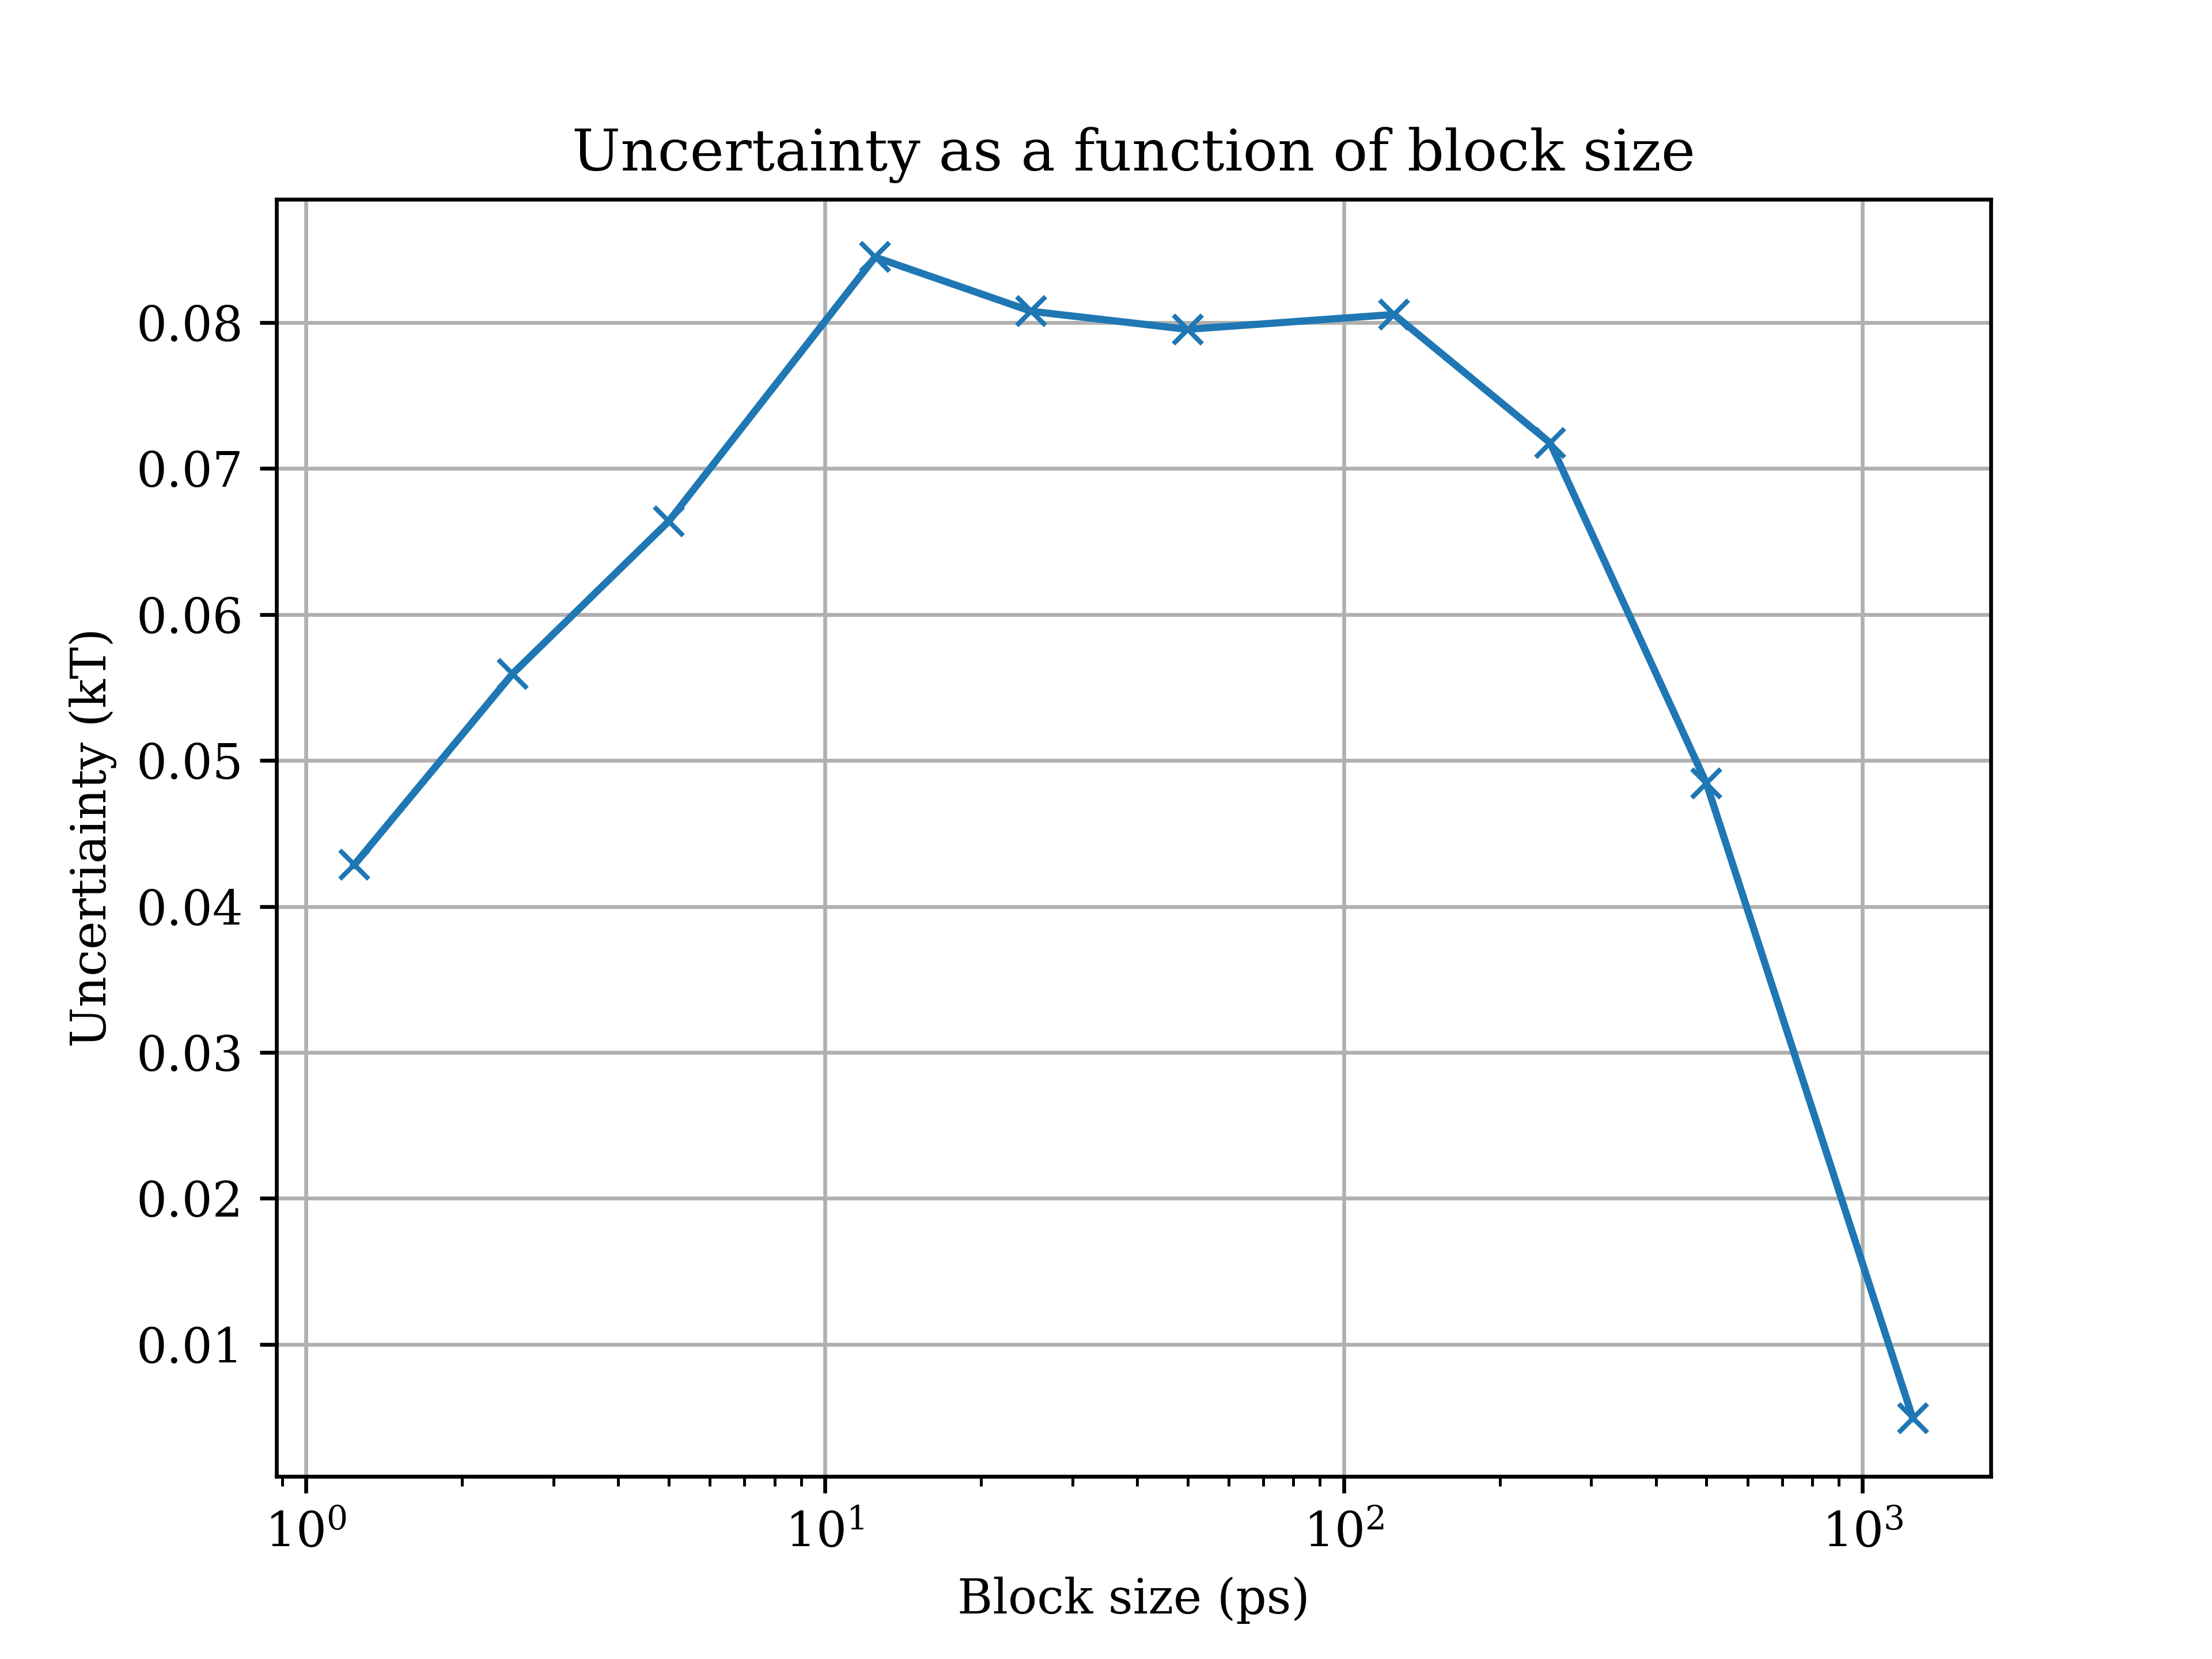 Uncertainty as a function of block size
0.08
0.07
0.06
0.05
0.04
0.03
0.02
0.01
Uncertiainty (kT)
10⁰ 10¹ 10² 10³
Block size (ps)